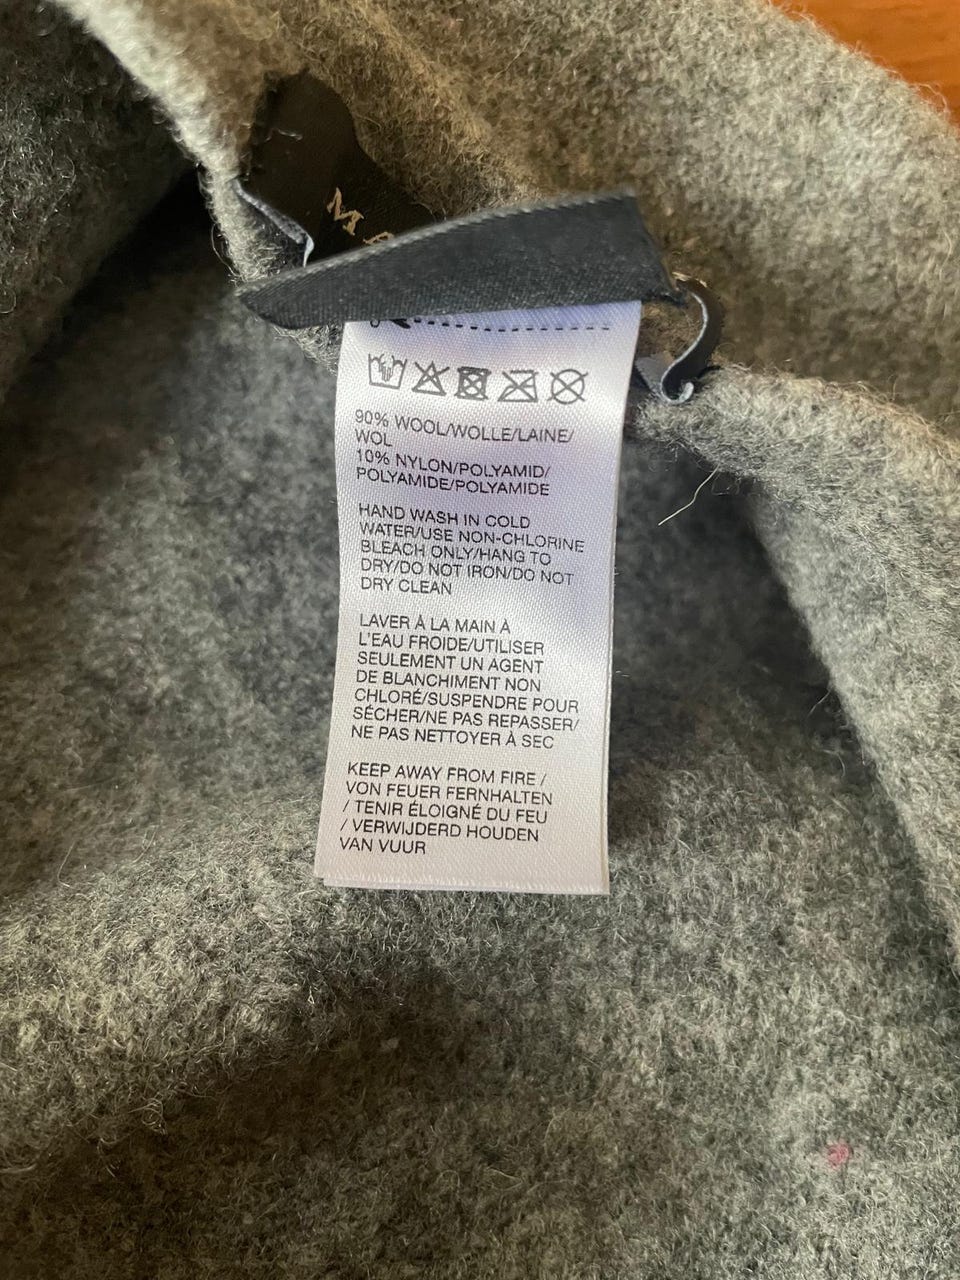 90% WOOL/WOLLE/LAINE/
WOL
10% NYLON/POLYAMID/
POLYAMIDE/POLYAMIDE
HAND WASH IN COLD
WATER/USE NON-CHLORINE
BLEACH ONLY/HANG TO
DRY/DO NOT IRON/DO NOT
DRY CLEAN
LAVER À LA MAIN À
L'EAU FROIDE/UTILISER
SEULEMENT UN AGENT
DE BLANCHIMENT NON
CHLORÉ/SUSPENDRE POUR
SÉCHER/NE PAS REPASSER/
NE PAS NETTOYER À SEC
KEEP AWAY FROM FIRE /
VON FEUER FERNHALTEN
/ TENIR ÉLOIGNÉ DU FEU
/ VERWIJDERD HOUDEN
VAN VUUR